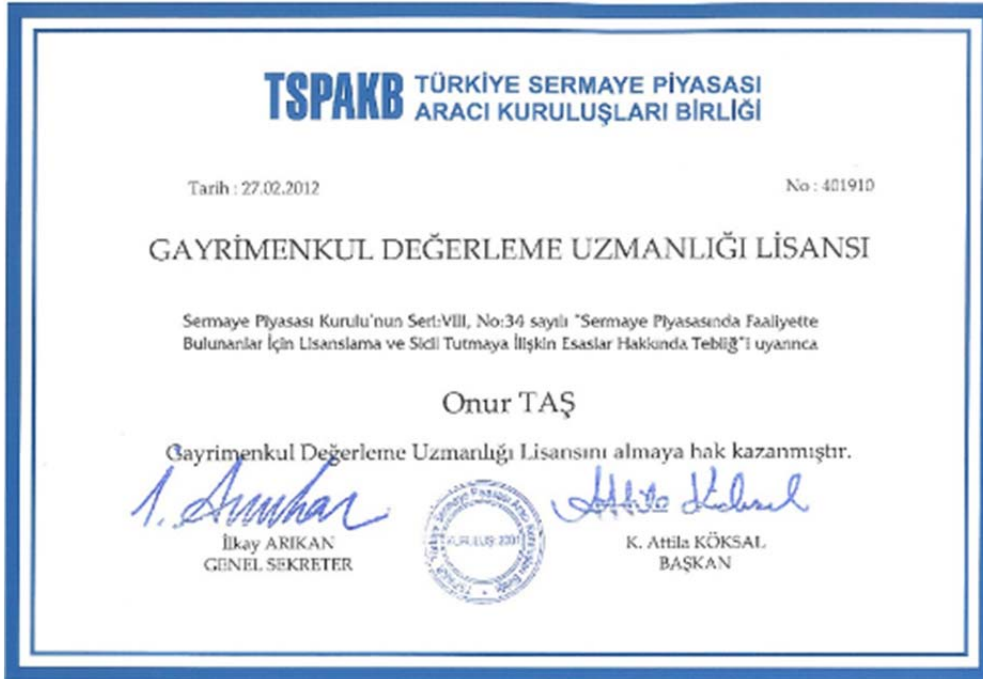 TSPAKB TÜRKİYE SERMAYE PİYASASI
ARACI KURULUŞLARI BİRLİĞİ
Tarih : 27.02.2012
No : 401910
GAYRİMENKUL DEĞERLEME UZMANLIĞI LİSANSI
Sermaye Piyasası Kurulu'nun Seri:VIII, No:34 sayılı "Sermaye Piyasasında Faaliyette
Bulunanlar İçin Lisanslama ve Sicil Tutmaya İlişkin Esaslar Hakkında Tebliğ"i uyarınca
Onur TAŞ
Gayrimenkul Değerleme Uzmanlığı Lisansını almaya hak kazanmıştır.
İlkay ARIKAN
GENEL SEKRETER
KURULUŞ 2001
K. Attila KÖKSAL
BAŞKAN